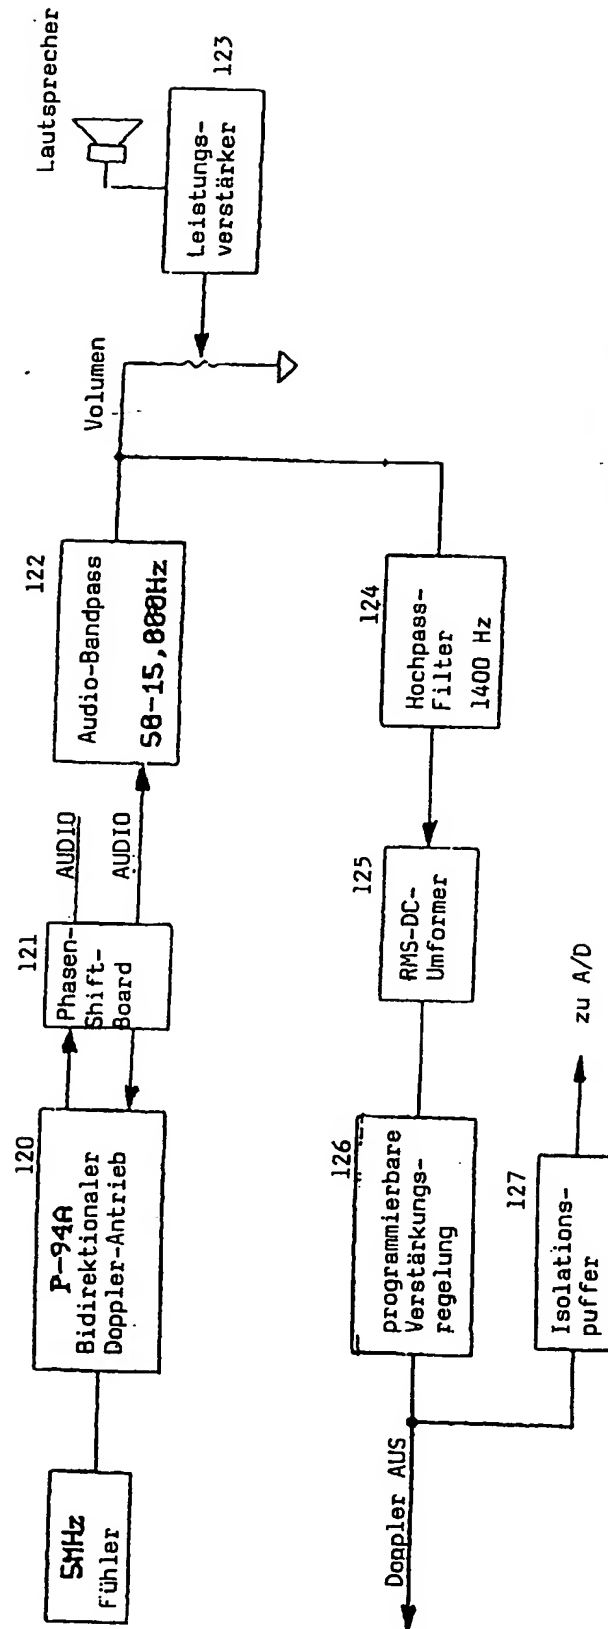 5MHz
Fühler
120
P-94A
Bidirektionaler
Doppler-Antrieb
121
Phasen-
Shift-
Board
AUDIO
AUDIO
122
Audio-Bandpass
50-15,000Hz
Volumen
Lautsprecher
Leistungs-
verstärker
123
124
Hochpass-
Filter
1400 Hz
125
RMS-DC-
Umformer
126
programmierbare
Verstärkungs-
regelung
Doppler AUS
127
Isolations-
puffer
zu A/D